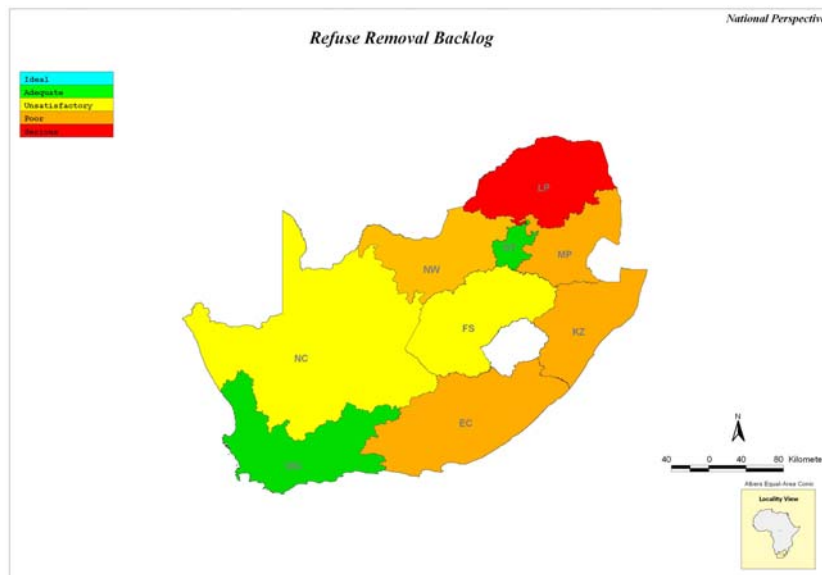 National Perspective
Refuse Removal Backlog
Ideal
Adequate
Unsatisfactory
Poor
Serious
LP
MP
NW
FS
KZ
NC
EC
N
40 0 40 80 Kilomete
Albers Equal-Area Conic
Locality View